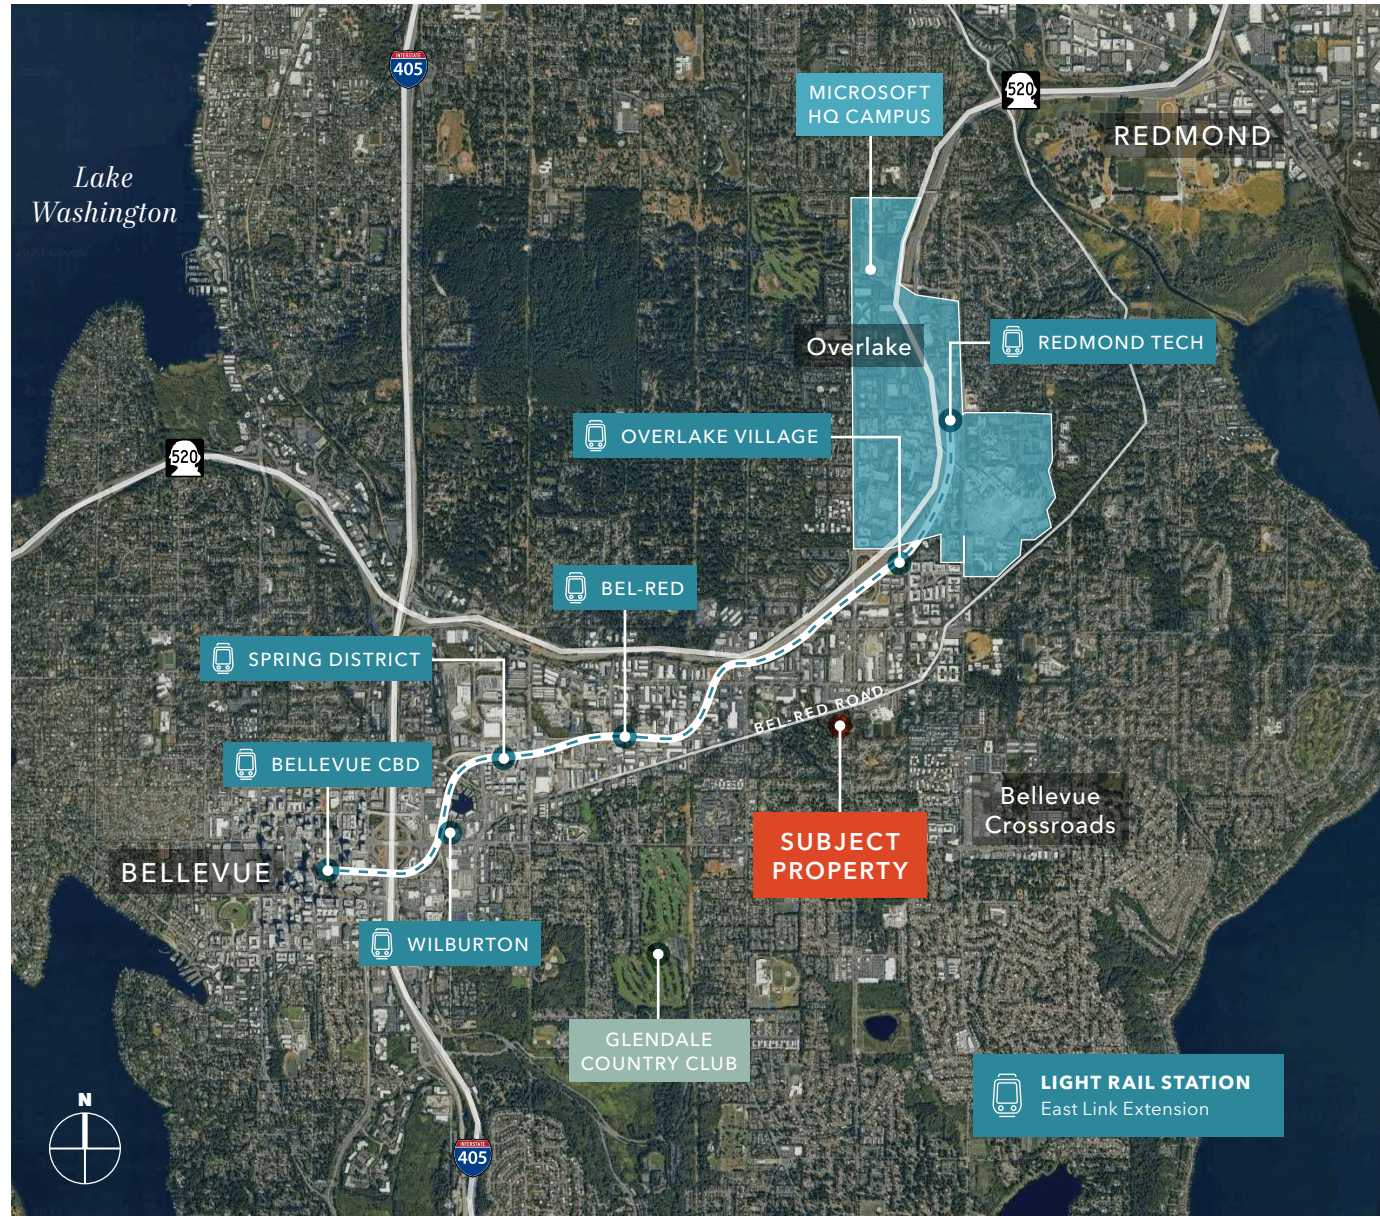 INTERSTATE
405
MICROSOFT
HQ CAMPUS
520
REDMOND
Lake
Washington
Overlake
REDMOND TECH
OVERLAKE VILLAGE
520
BEL-RED
SPRING DISTRICT
BEL-RED ROAD
BELLEVUE CBD
Bellevue
Crossroads
SUBJECT
PROPERTY
BELLEVUE
WILBURTON
GLENDALE
COUNTRY CLUB
LIGHT RAIL STATION
East Link Extension
N
INTERSTATE
405